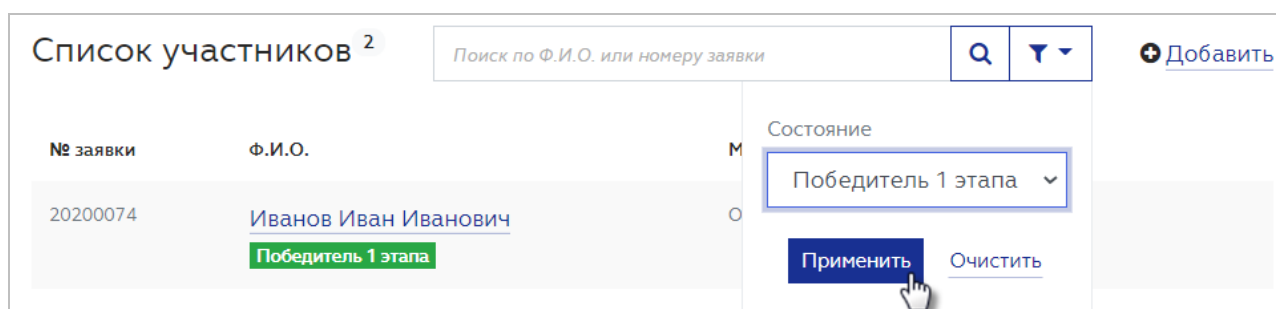 Список участников 2
Поиск по Ф.И.О. или номеру заявки
Добавить
Состояние
№ заявки Ф.И.О. М
Победитель 1 этапа
20200074 Иванов Иван Иванович О
Победитель 1 этапа
Применить Очистить